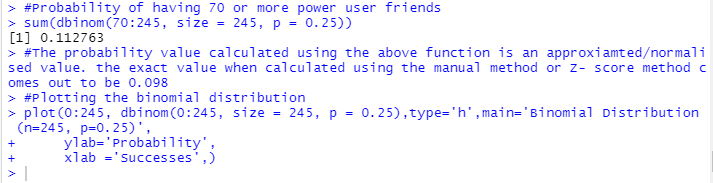 > #Probability of having 70 or more power user friends
> sum(dbinom(70:245, size = 245, p = 0.25))
[1] 0.112763
> #The probability value calculated using the above function is an approxiamted/normali
sed value. the exact value when calculated using the manual method or Z- score method c
omes out to be 0.098
> #Plotting the binomial distribution
> plot(0:245, dbinom(0:245, size = 245, p = 0.25),type='h',main='Binomial Distribution
 (n=245, p=0.25)',
+      ylab='Probability',
+      xlab ='Successes',)
>